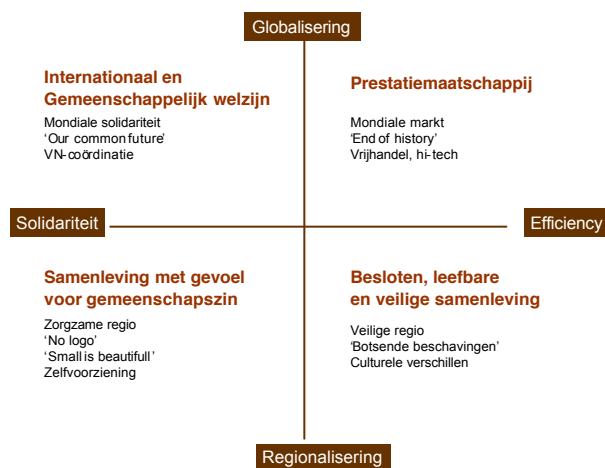 Globalisering
Internationaal en
Gemeenschappelijk welzijn
Mondiale solidariteit
‘Our common future’
VN-coördinatie
Prestatiemaatschappij
Mondiale markt
‘End of history’
Vrijhandel, hi-tech
Solidariteit
Efficiency
Samenleving met gevoel
voor gemeenschapszin
Zorgzame regio
‘No logo’
‘Small is beautifull’
Zelfvoorziening
Besloten, leefbare
en veilige samenleving
Veilige regio
‘Botsende beschavingen’
Culturele verschillen
Regionalisering